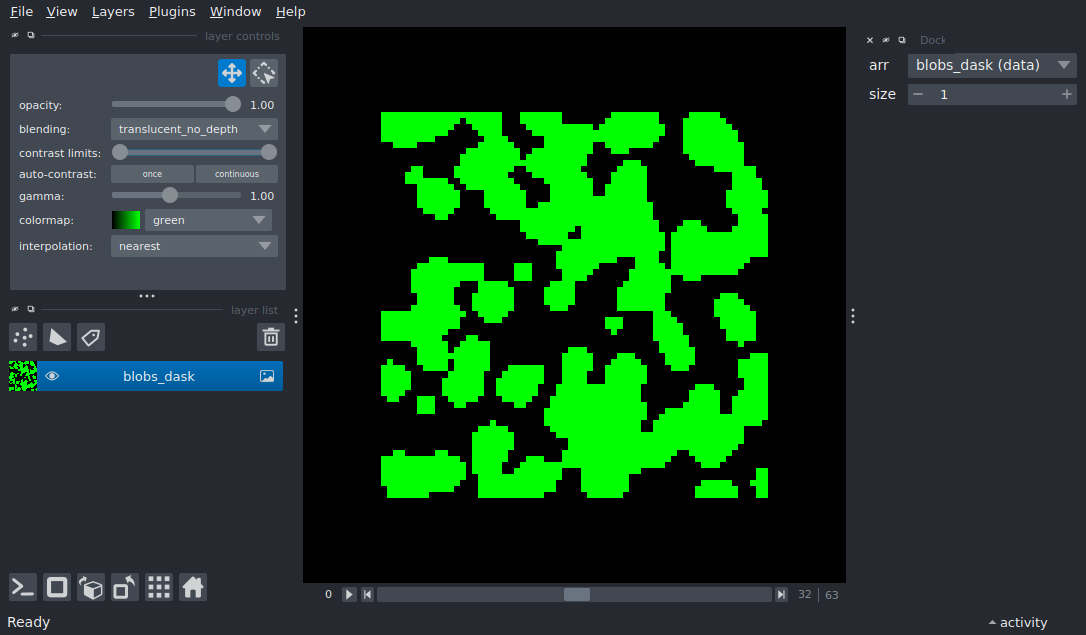 File View Layers Plugins Window Help
layer controls
opacity: 1.00
blending: translucent_no_depth
contrast limits:
auto-contrast: once continuous
gamma: 1.00
colormap: green
interpolation: nearest
layer list
blobs_dask
0 32 63
Ready
activity
Dock
arr blobs_dask (data)
size 1